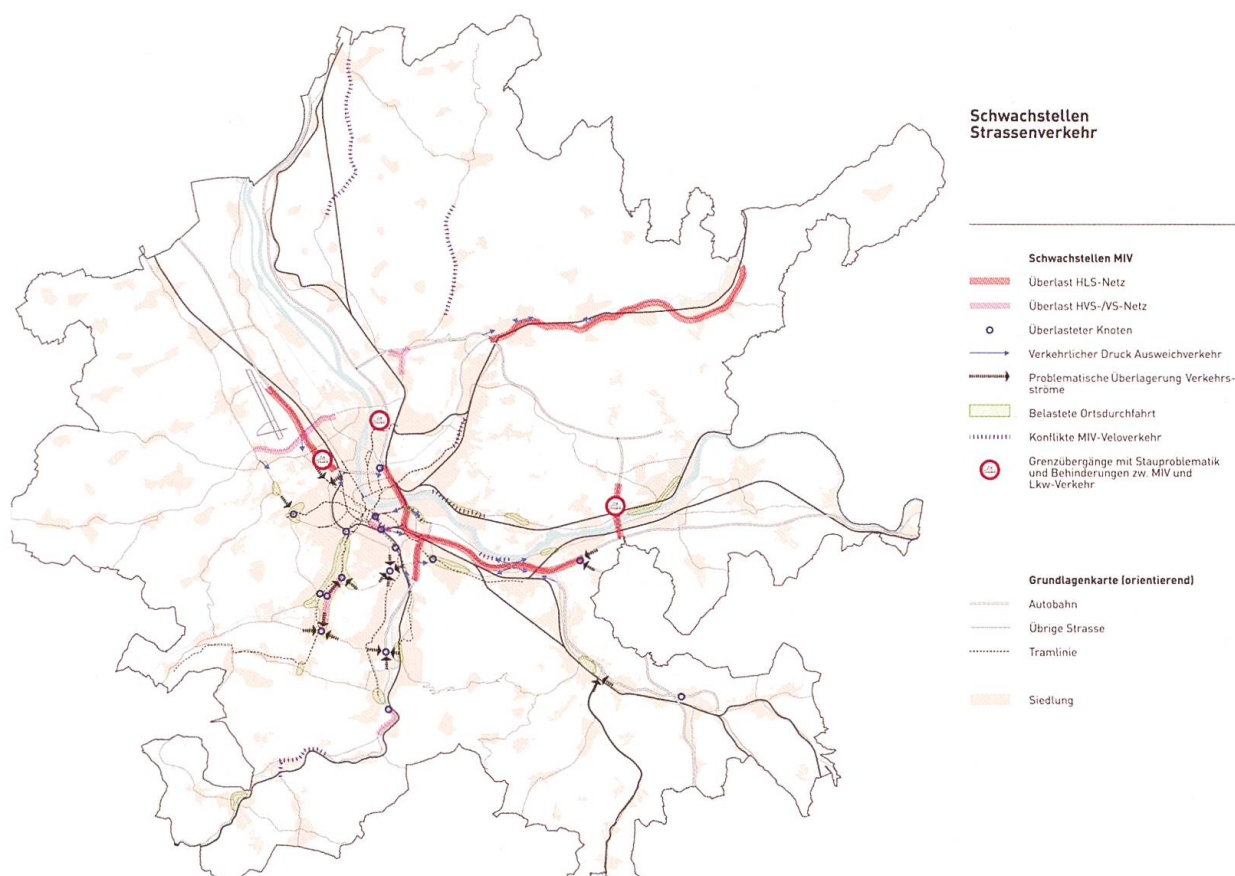 Schwachstellen
Strassenverkehr
Schwachstellen MIV
Überlast HLS-Netz
Überlast HVS-/VS-Netz
Überlasteter Knoten
Verkehrlicher Druck Ausweichverkehr
Problematische Überlagerung Verkehrs-
ströme
Belastete Ortsdurchfahrt
Konflikte MIV-Veloverkehr
Grenzübergänge mit Stauproblematik
und Behinderungen zw. MIV und
Lkw-Verkehr
Grundlagenkarte (orientierend)
Autobahn
Übrige Strasse
Tramlinie
Siedlung